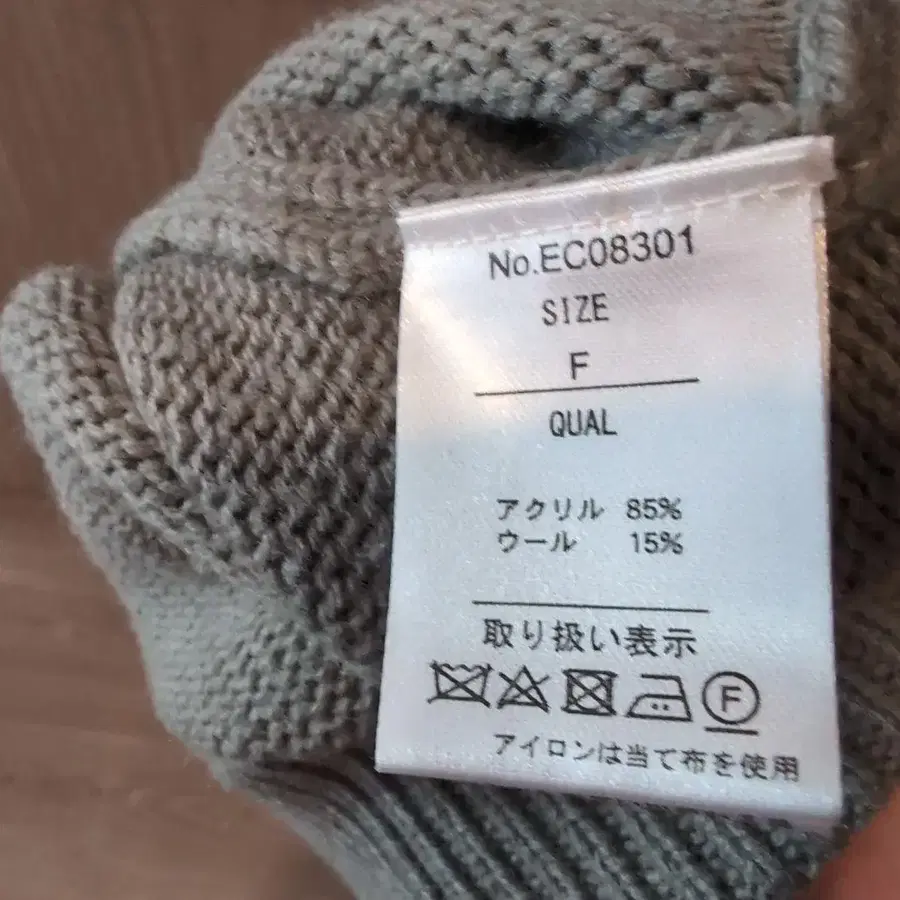 No.EC08301
SIZE
F
QUAL
アクリル 85%
ウール 15%
取り扱い表示
F
アイロンは当て布を使用